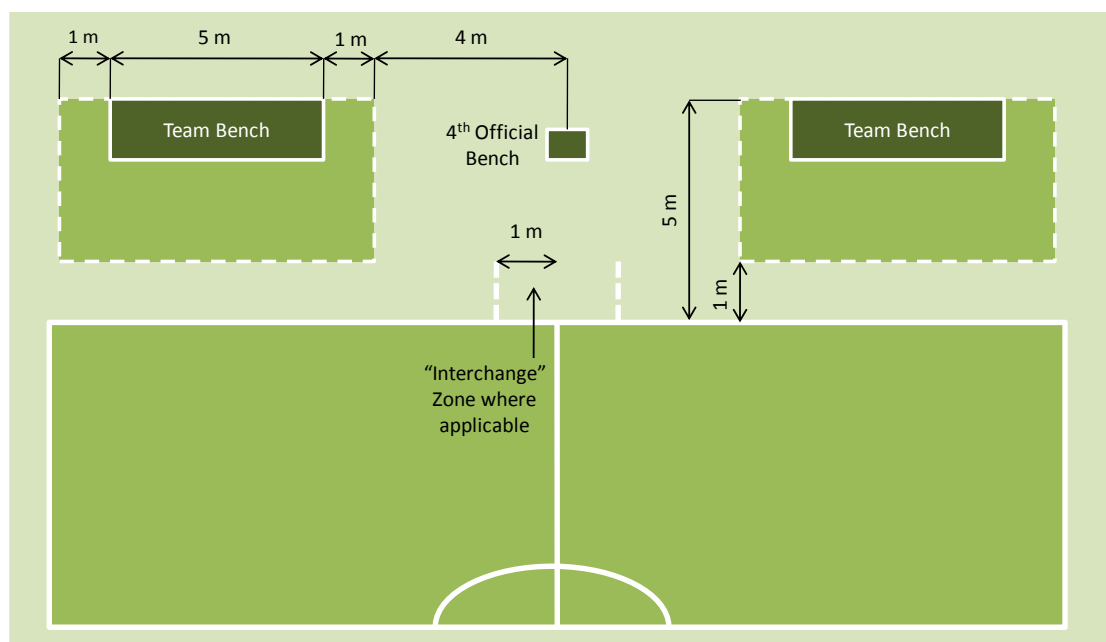 1 m
5 m
1 m
4 m
Team Bench
4th Official
Bench
Team Bench
5 m
1 m
1 m
“Interchange”
Zone where
applicable